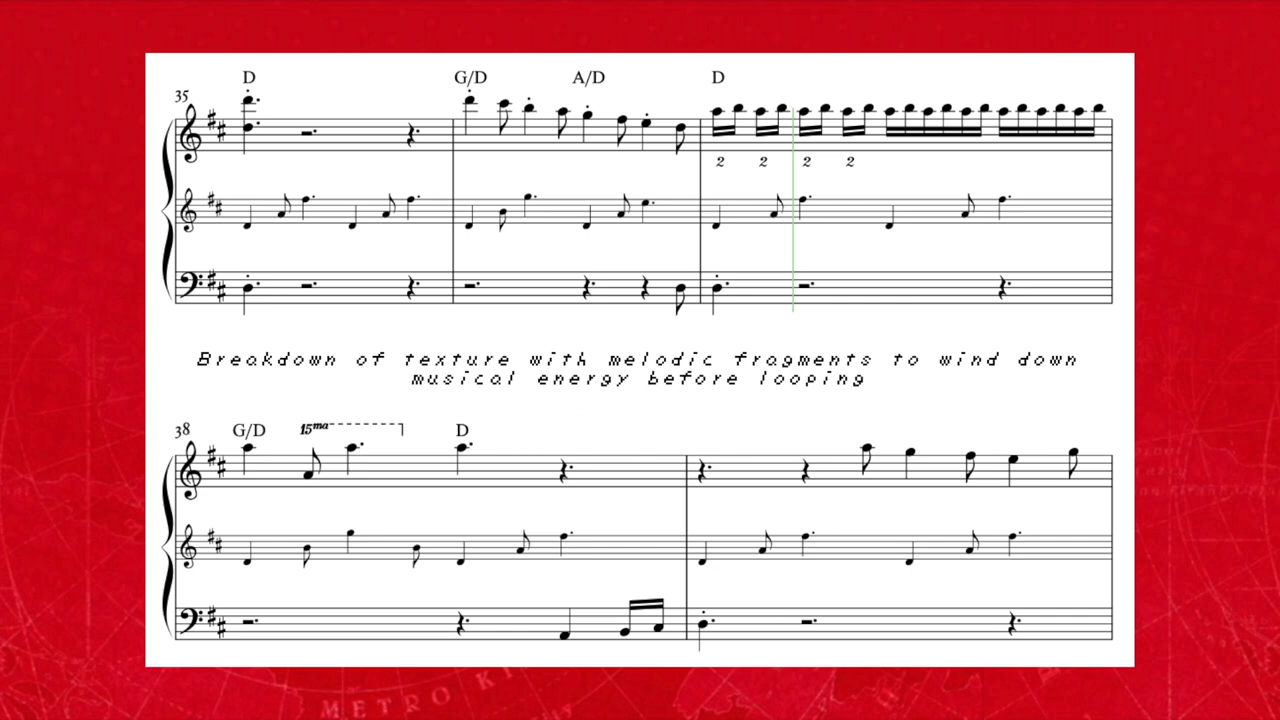 D G/D A/D D
35
2 2 2 2
Breakdown of texture with melodic fragments to wind down
musical energy before looping
38 G/D 15ma D
METRO KI